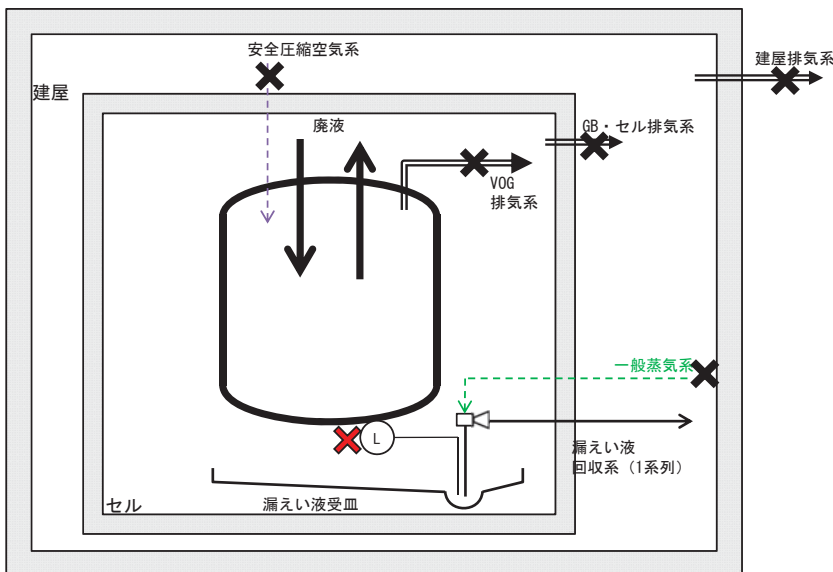 安全圧縮空気系
建屋排気系
建屋
廃液
GB・セル排気系
VOG
排気系
一般蒸気系
L
漏えい液
回収系（1系列）
セル
漏えい液受皿